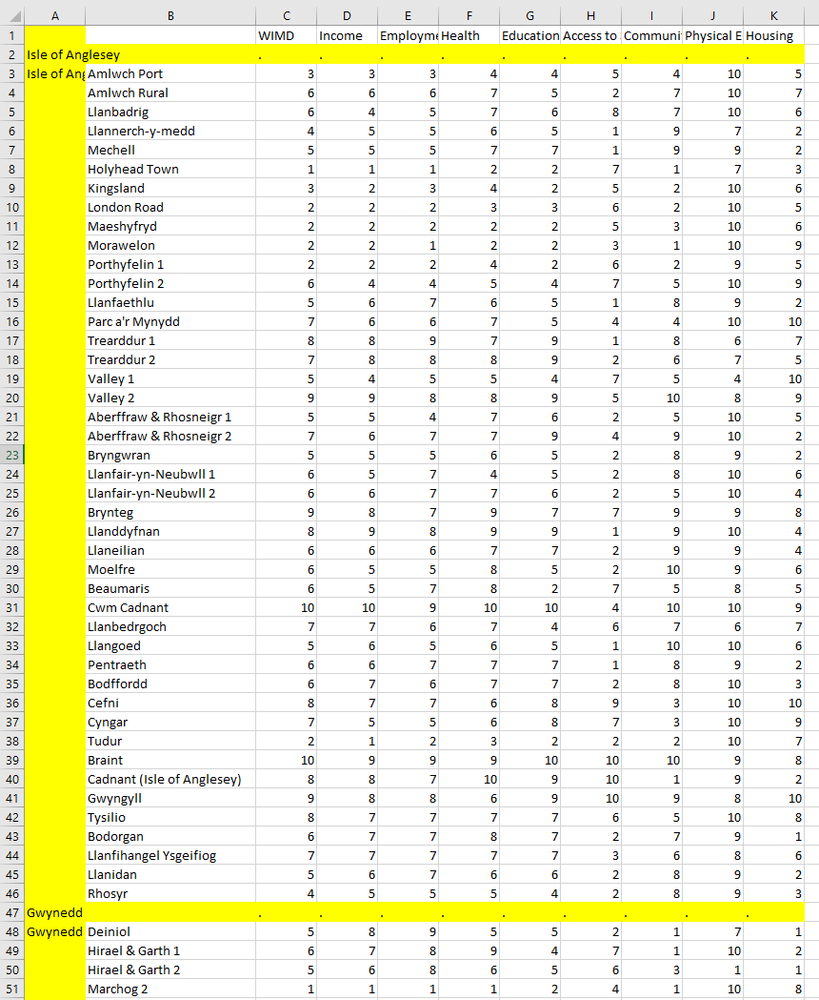 A B C D E F G H I J K
1 WIMD Income Employme Health Education Access to Communi Physical E Housing
2 Isle of Anglesey . . . . . . . . .
3 Isle of Ang Amlwch Port 3 3 3 4 4 5 4 10 5
4 Amlwch Rural 6 6 6 7 5 2 7 10 7
5 Llanbadrig 6 4 5 7 6 8 7 10 6
6 Llannerch-y-medd 4 5 5 6 5 1 9 7 2
7 Mechell 5 5 5 7 7 1 9 9 2
8 Holyhead Town 1 1 1 2 2 7 1 7 3
9 Kingsland 3 2 3 4 2 5 2 10 6
10 London Road 2 2 2 3 3 6 2 10 5
11 Maeshyfryd 2 2 2 2 2 5 3 10 6
12 Morawelon 2 2 1 2 2 3 1 10 9
13 Porthyfelin 1 2 2 2 4 2 6 2 9 5
14 Porthyfelin 2 6 4 4 5 4 7 5 10 9
15 Llanfaethlu 5 6 7 6 5 1 8 9 2
16 Parc a'r Mynydd 7 6 6 7 5 4 4 10 10
17 Trearddur 1 8 8 9 7 9 1 8 6 7
18 Trearddur 2 7 8 8 8 9 2 6 7 5
19 Valley 1 5 4 5 5 4 7 5 4 10
20 Valley 2 9 9 8 8 9 5 10 8 9
21 Aberffraw & Rhosneigr 1 5 5 4 7 6 2 5 10 5
22 Aberffraw & Rhosneigr 2 7 6 7 7 9 4 9 10 2
23 Bryngwran 5 5 5 6 5 2 8 9 2
24 Llanfair-yn-Neubwll 1 6 5 7 4 5 2 8 10 6
25 Llanfair-yn-Neubwll 2 6 6 7 7 6 2 5 10 4
26 Brynteg 9 8 7 9 7 7 9 9 8
27 Llanddyfnan 8 9 8 9 9 1 9 10 4
28 Llaneilian 6 6 6 7 7 2 9 9 4
29 Moelfre 6 5 5 8 5 2 10 9 6
30 Beaumaris 6 5 7 8 2 7 5 8 5
31 Cwm Cadnant 10 10 9 10 10 4 10 10 9
32 Llanbedrgoch 7 7 6 7 4 6 7 6 7
33 Llangoed 5 6 5 6 5 1 10 10 6
34 Pentraeth 6 6 7 7 7 1 8 9 2
35 Bodffordd 6 7 6 7 7 2 8 10 3
36 Cefni 8 7 7 6 8 9 3 10 10
37 Cyngar 7 5 5 6 8 7 3 10 9
38 Tudur 2 1 2 3 2 2 2 10 7
39 Braint 10 9 9 9 10 10 10 9 8
40 Cadnant (Isle of Anglesey) 8 8 7 10 9 10 1 9 2
41 Gwyngyll 9 8 8 6 9 10 9 8 10
42 Tysilio 8 7 7 7 7 6 5 10 8
43 Bodorgan 6 7 7 8 7 2 7 9 1
44 Llanfihangel Ysgeifiog 7 7 7 7 7 3 6 8 6
45 Llanidan 5 6 7 6 6 2 8 9 2
46 Rhosyr 4 5 5 5 4 2 8 9 3
47 Gwynedd . . . . . . . . .
48 Gwynedd Deiniol 5 8 9 5 5 2 1 7 1
49 Hirael & Garth 1 6 7 8 9 4 7 1 10 2
50 Hirael & Garth 2 5 6 8 6 5 6 3 1 1
51 Marchog 2 1 1 1 1 2 4 1 10 8